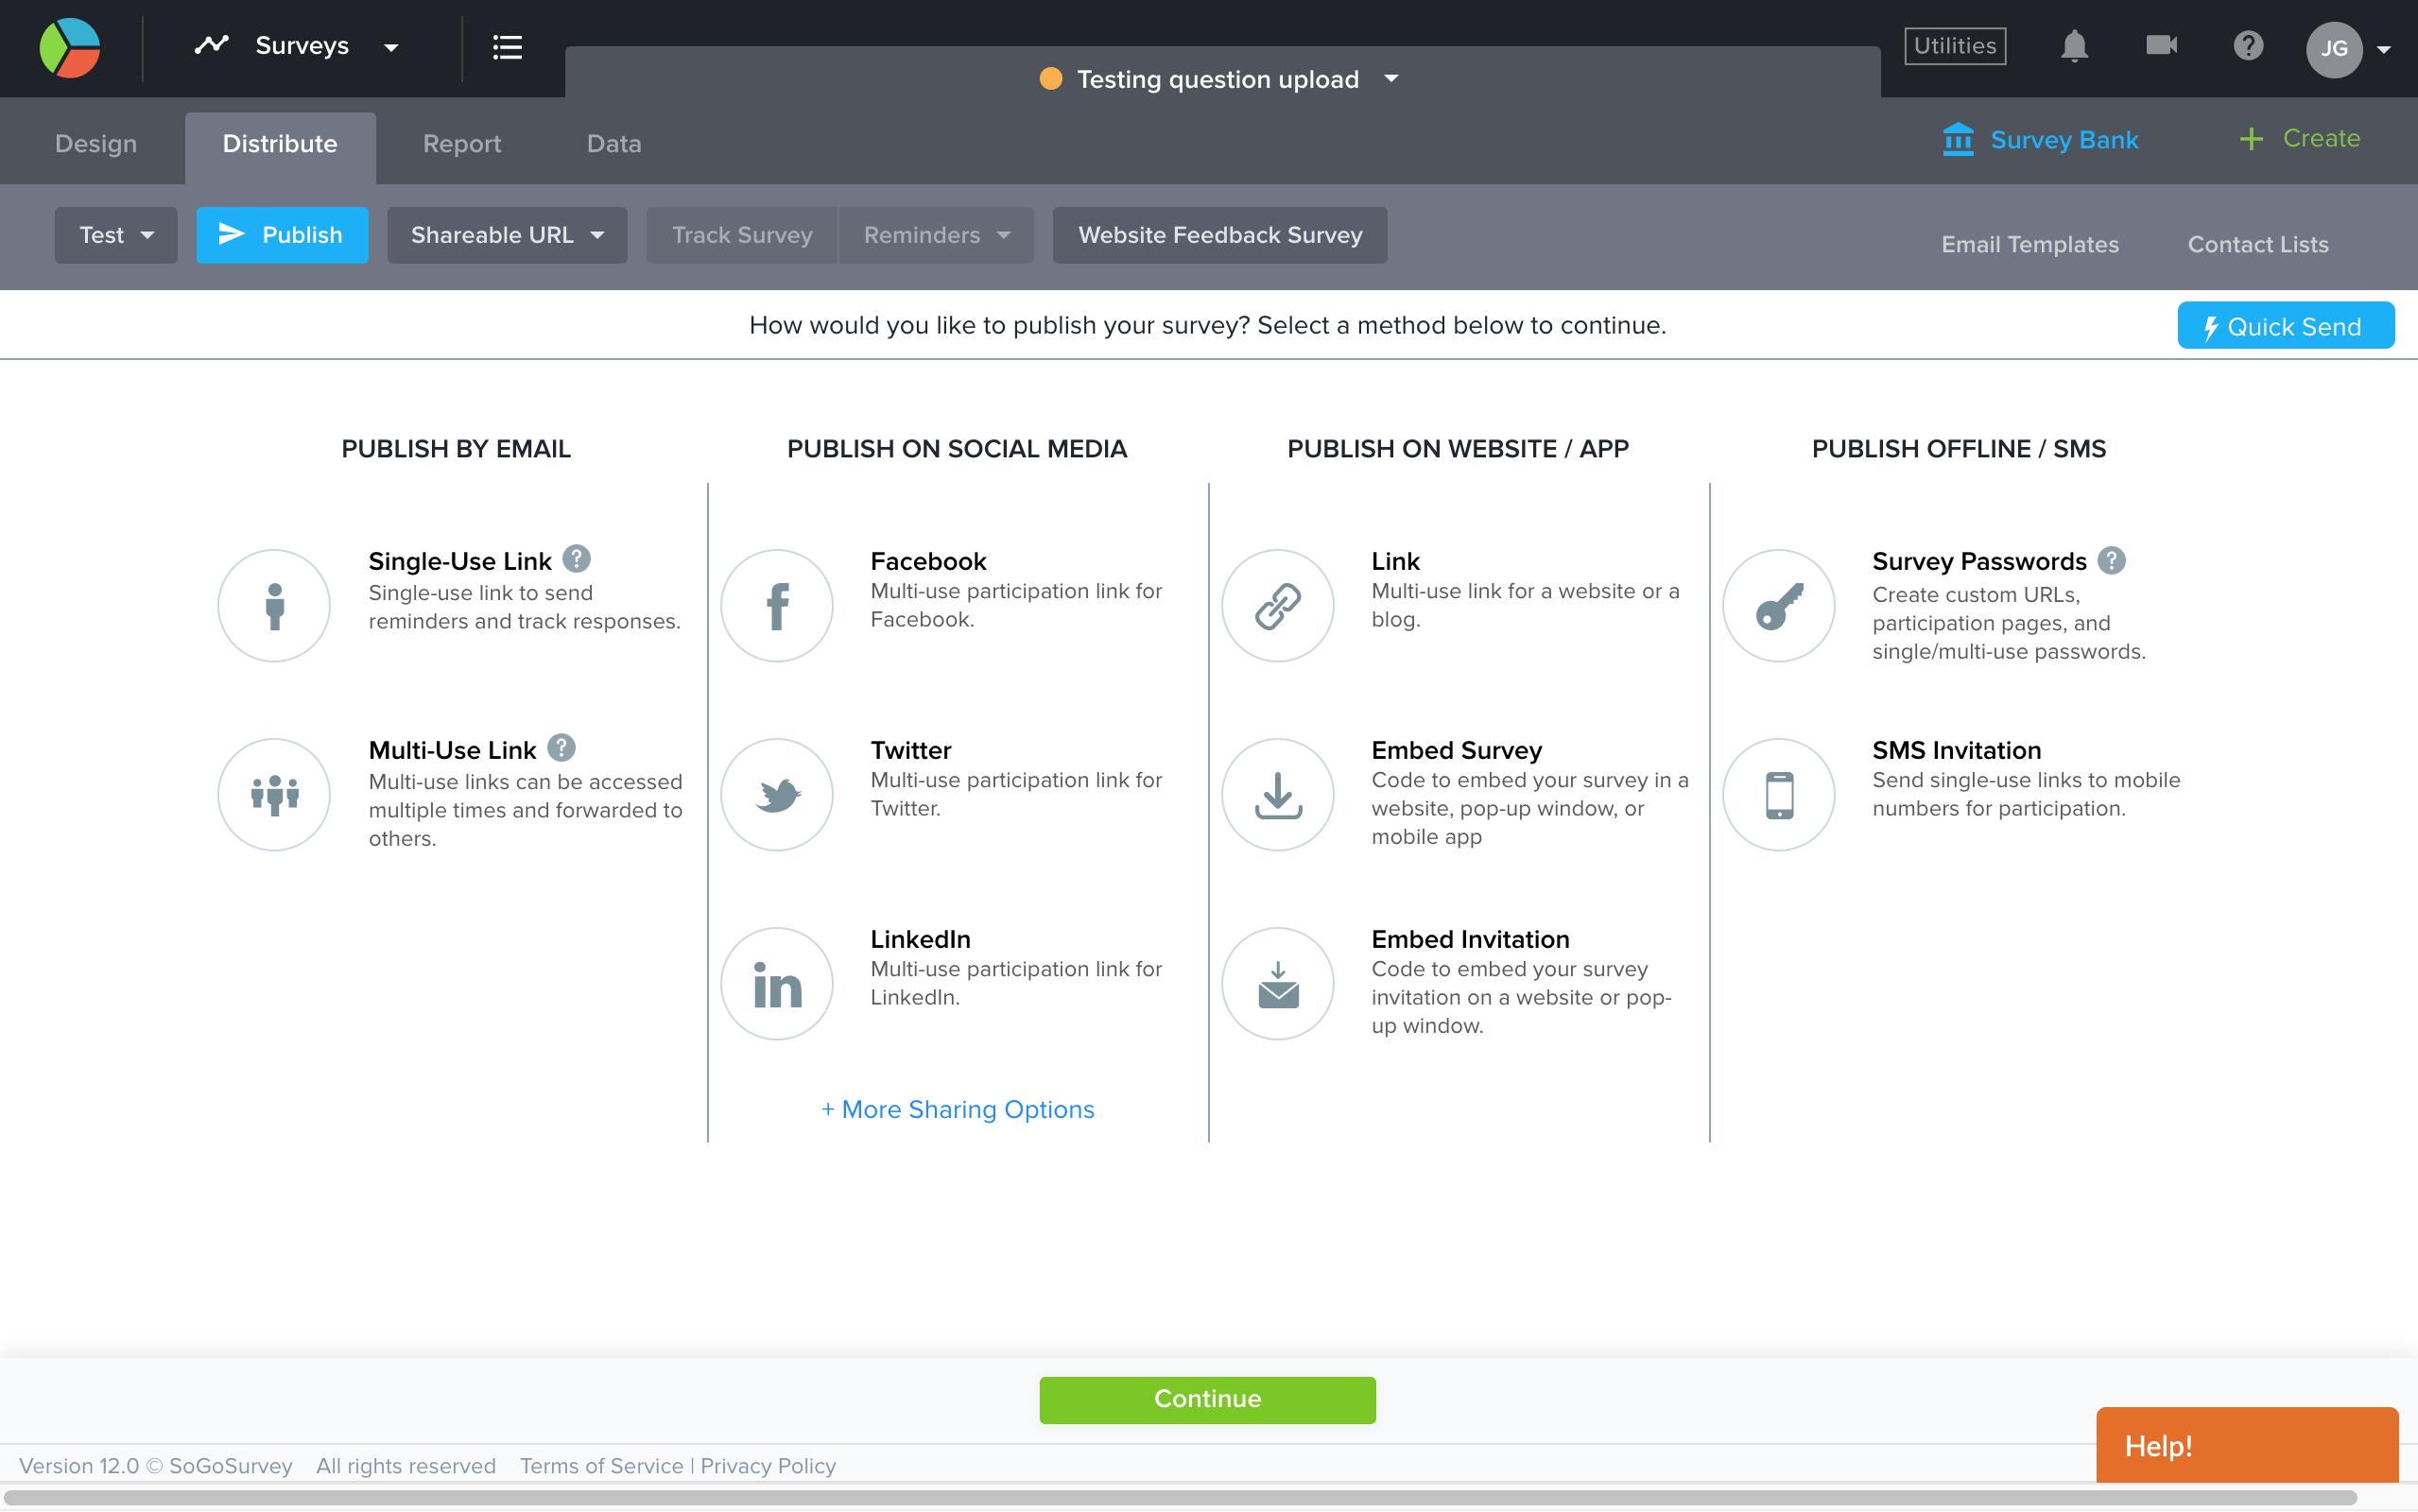 Surveys
Testing question upload
Utilities
JG
Design
Distribute
Report
Data
Survey Bank
+ Create
Test
Publish
Shareable URL
Track Survey
Reminders
Website Feedback Survey
Email Templates
Contact Lists
How would you like to publish your survey? Select a method below to continue.
Quick Send
PUBLISH BY EMAIL
Single-Use Link ?
Single-use link to send
reminders and track responses.
Multi-Use Link ?
Multi-use links can be accessed
multiple times and forwarded to
others.
PUBLISH ON SOCIAL MEDIA
Facebook
Multi-use participation link for
Facebook.
Twitter
Multi-use participation link for
Twitter.
LinkedIn
Multi-use participation link for
LinkedIn.
+ More Sharing Options
PUBLISH ON WEBSITE / APP
Link
Multi-use link for a website or a
blog.
Embed Survey
Code to embed your survey in a
website, pop-up window, or
mobile app
Embed Invitation
Code to embed your survey
invitation on a website or pop-
up window.
PUBLISH OFFLINE / SMS
Survey Passwords ?
Create custom URLs,
participation pages, and
single/multi-use passwords.
SMS Invitation
Send single-use links to mobile
numbers for participation.
Continue
Help!
Version 12.0 © SoGoSurvey All rights reserved Terms of Service | Privacy Policy